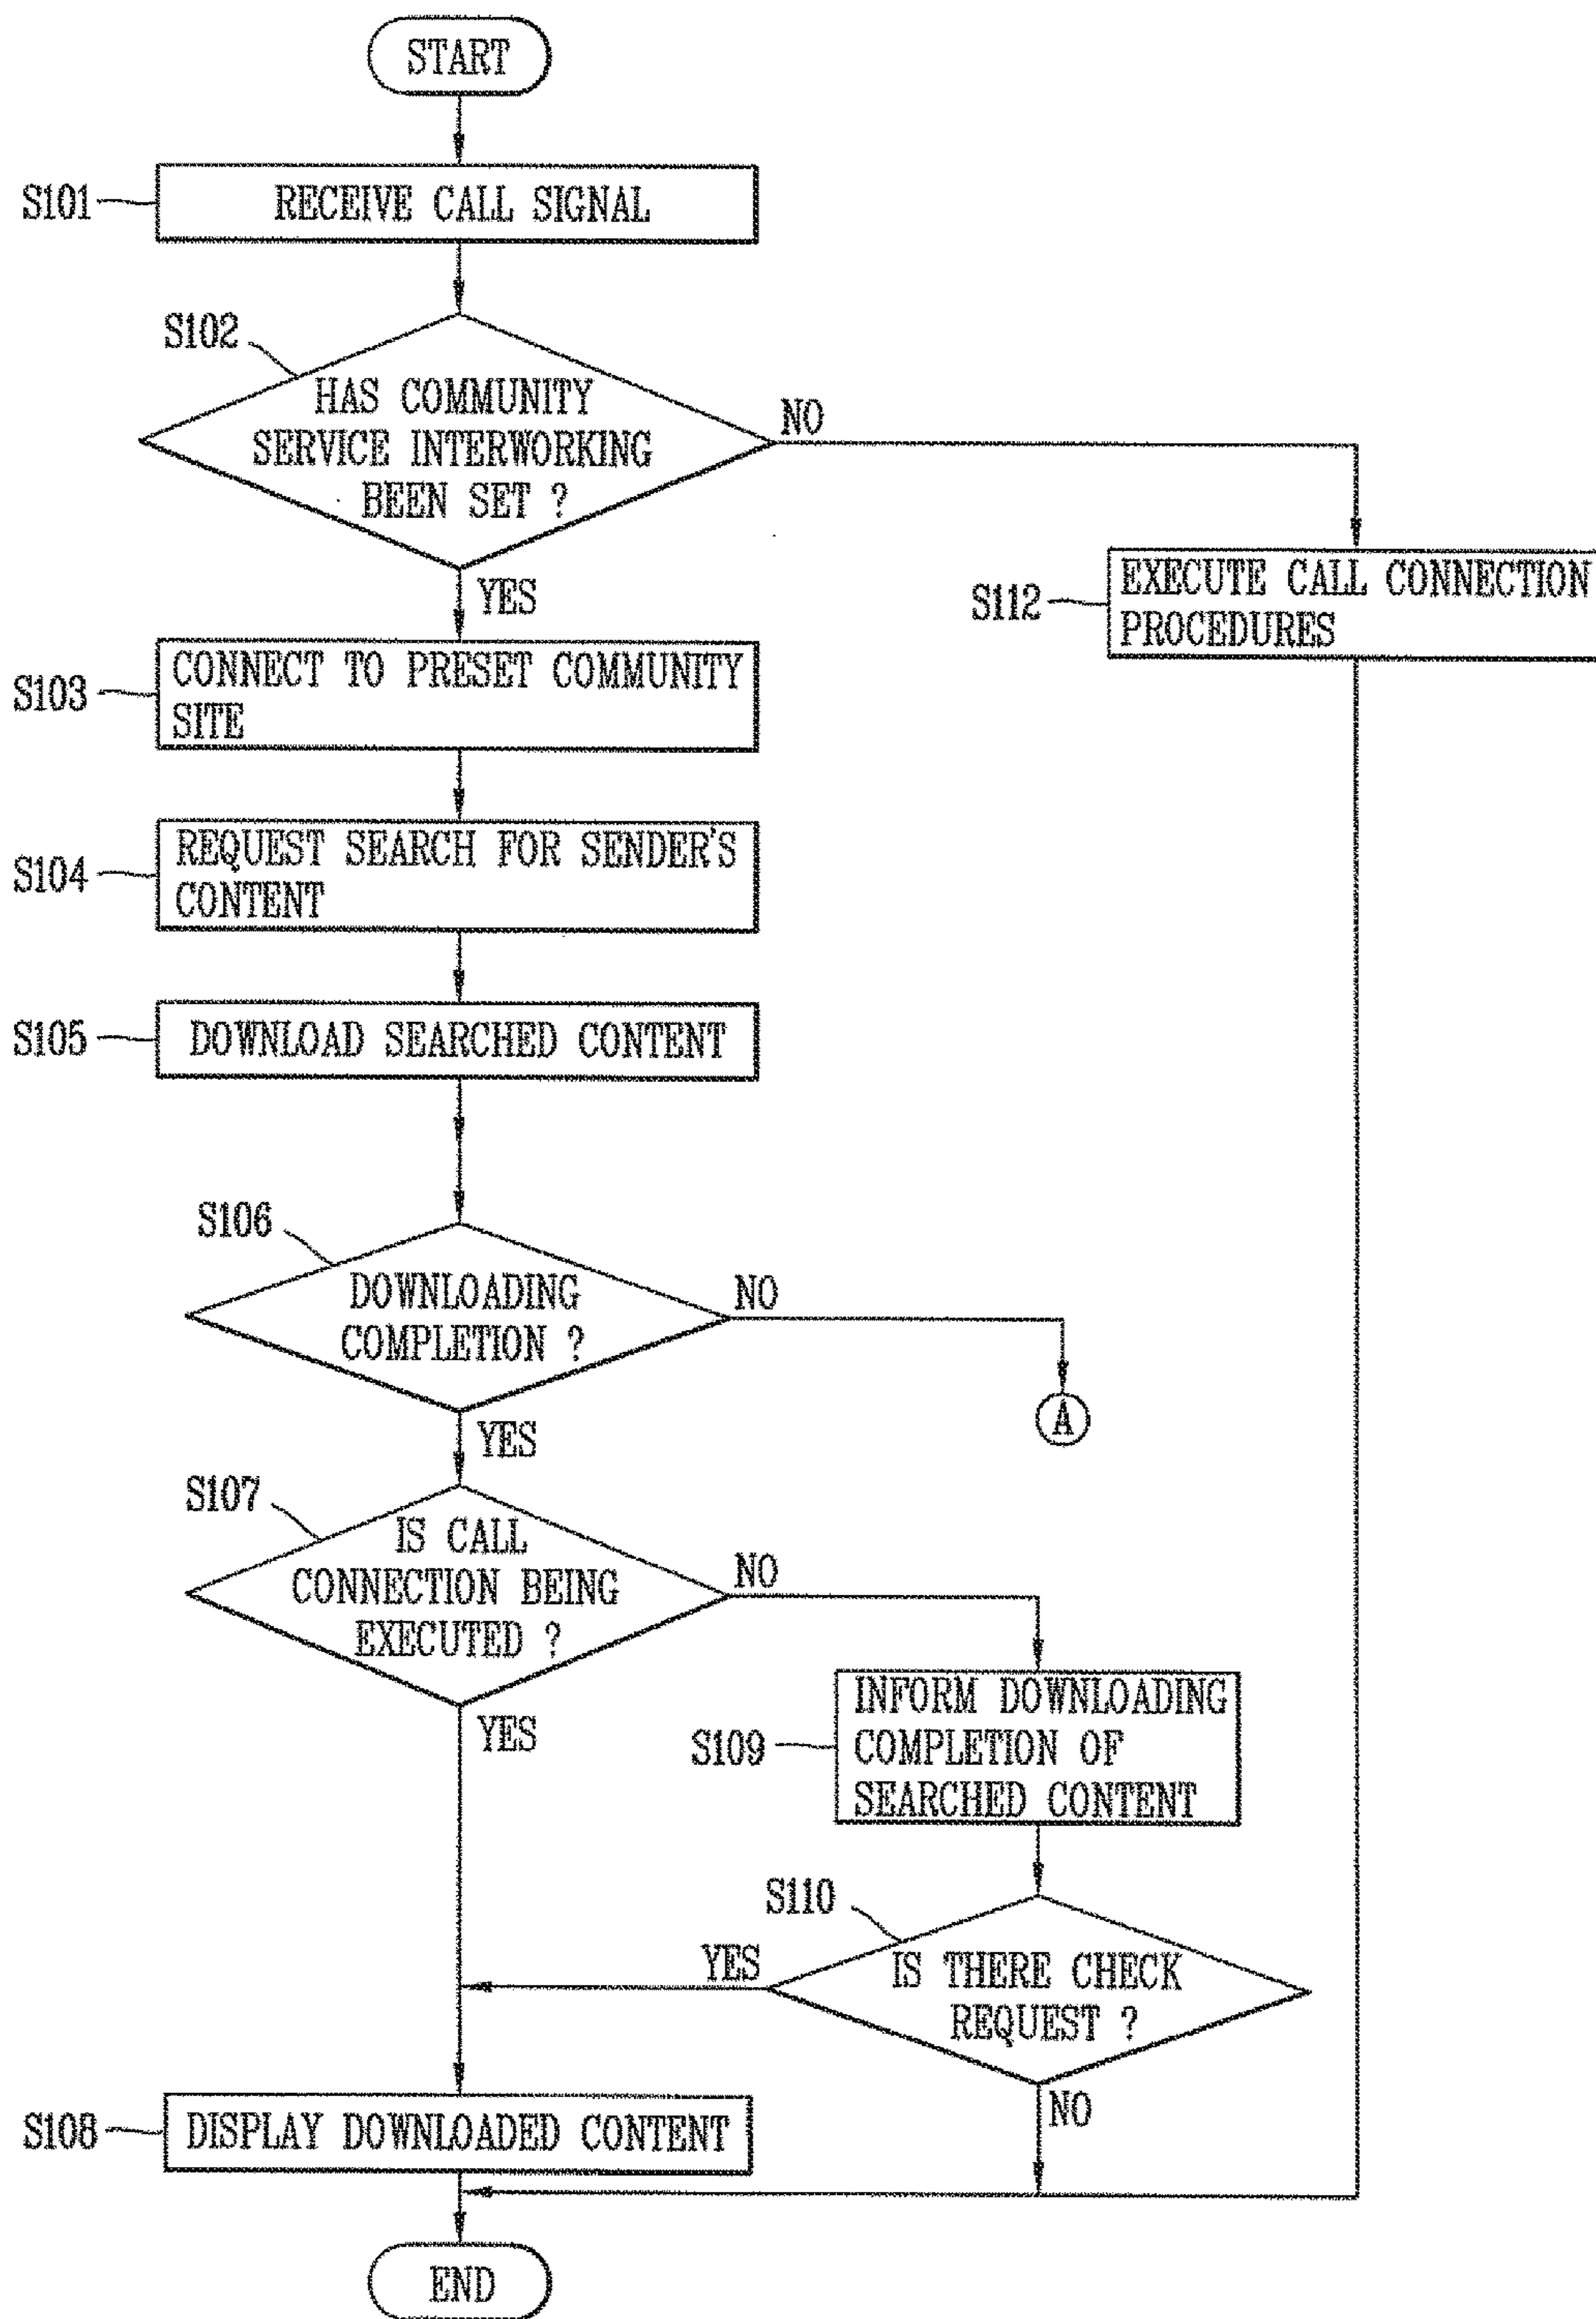 START
S101
RECEIVE CALL SIGNAL
S102
HAS COMMUNITY
SERVICE INTERWORKING
BEEN SET ?
NO
YES
S112
EXECUTE CALL CONNECTION
PROCEDURES
S103
CONNECT TO PRESET COMMUNITY
SITE
S104
REQUEST SEARCH FOR SENDER'S
CONTENT
S105
DOWNLOAD SEARCHED CONTENT
S106
DOWNLOADING
COMPLETION ?
NO
A
YES
S107
IS CALL
CONNECTION BEING
EXECUTED ?
NO
YES
S109
INFORM DOWNLOADING
COMPLETION OF
SEARCHED CONTENT
S110
IS THERE CHECK
REQUEST ?
YES
NO
S108
DISPLAY DOWNLOADED CONTENT
END